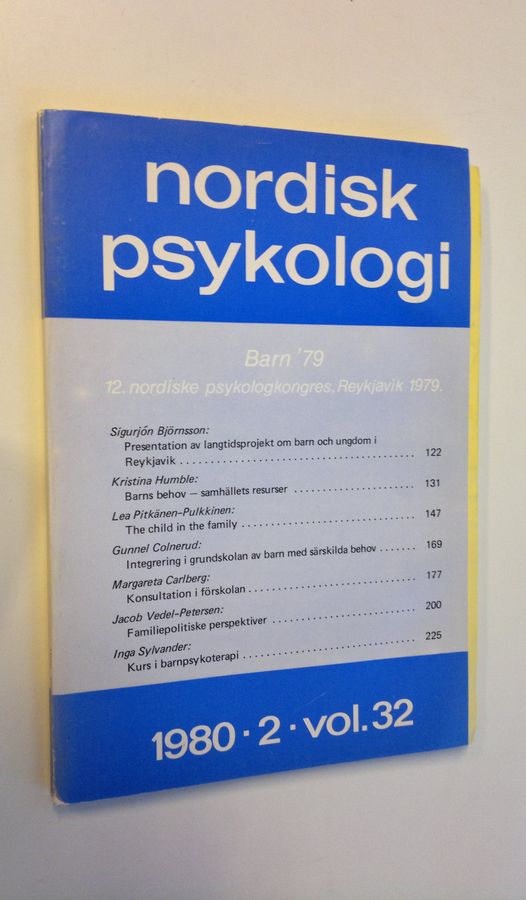 nordisk
psykologi
Barn '79
12. nordiske psykologkongres, Reykjavik 1979.
Sigurjón Björnsson:
Presentation av langtidsprojekt om barn och ungdom i
Reykjavik ....................................... 122
Kristina Humble:
Barns behov — samhällets resurser .................... 131
Lea Pitkänen-Pulkkinen:
The child in the family ............................. 147
Gunnel Colnerud:
Integrering i grundskolan av barn med särskilda behov ...... 169
Margareta Carlberg:
Konsultation i förskolan ............................ 177
Jacob Vedel-Petersen:
Familiepolitiske perspektiver ........................ 200
Inga Sylvander:
Kurs i barnpsykoterapi ............................. 225
1980 · 2 · vol. 32